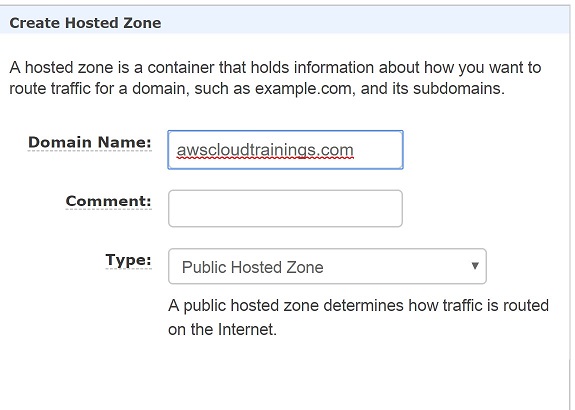 Create Hosted Zone
A hosted zone is a container that holds information about how you want to
route traffic for a domain, such as example.com, and its subdomains.
Domain Name: awscloudtrainings.com
Comment:
Type: Public Hosted Zone
A public hosted zone determines how traffic is routed
on the Internet.